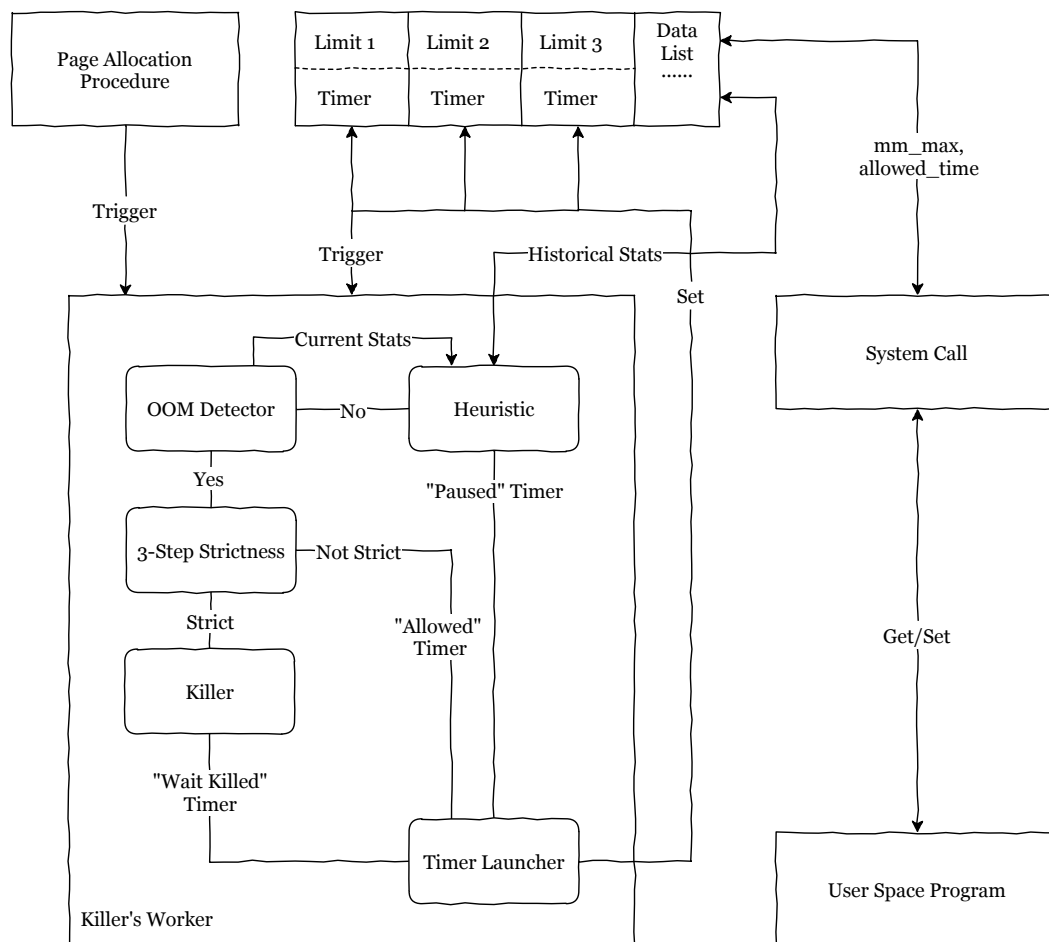 Page Allocation
Procedure
Limit 1
Limit 2
Limit 3
Data
List
......
Timer
Timer
Timer
mm_max,
allowed_time
Trigger
Trigger
Historical Stats
Set
Current Stats
System Call
OOM Detector
No
Heuristic
Yes
"Paused" Timer
3-Step Strictness
Not Strict
Strict
"Allowed"
Timer
Get/Set
Killer
"Wait Killed"
Timer
Timer Launcher
User Space Program
Killer's Worker